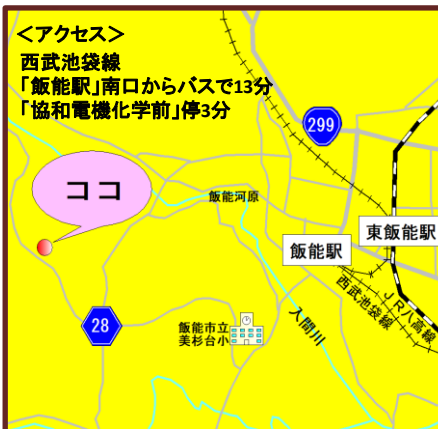 ＜アクセス＞
西武池袋線
「飯能駅」南口からバスで13分
「協和電機化学前」停3分
299
ココ
飯能河原
東飯能駅
飯能駅
28
飯能市立
美杉台小
入間川
西武池袋線
ＪＲ八高線